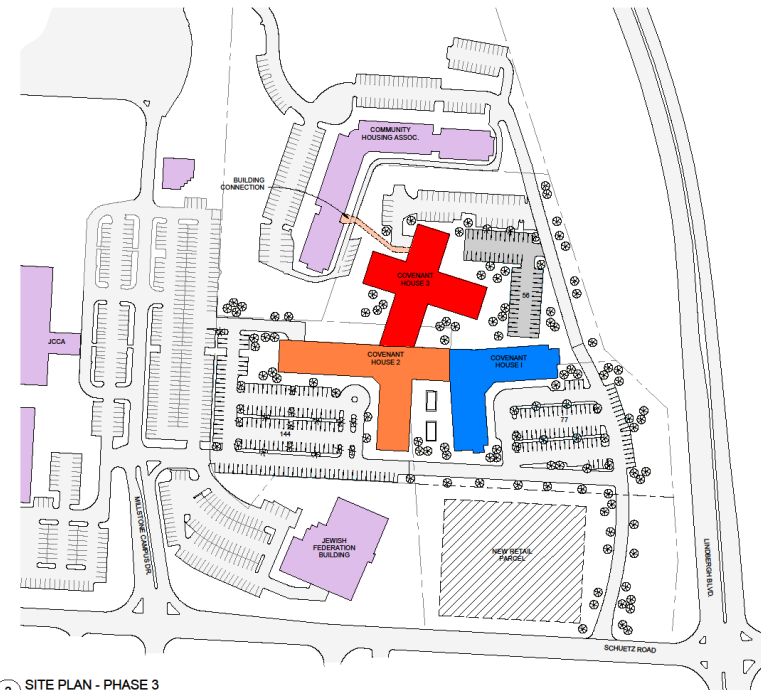 COMMUNITY
HOUSING ASSOC.
BUILDING
CONNECTION
COVENANT
HOUSE 3
56
JCCA
COVENANT
HOUSE 2
COVENANT
HOUSE I
77
144
MILLSTONE CAMPUS DR.
JEWISH
FEDERATION
BUILDING
NEW RETAIL
PARCEL
LINDBERGH BLVD.
SCHUETZ ROAD
SITE PLAN - PHASE 3